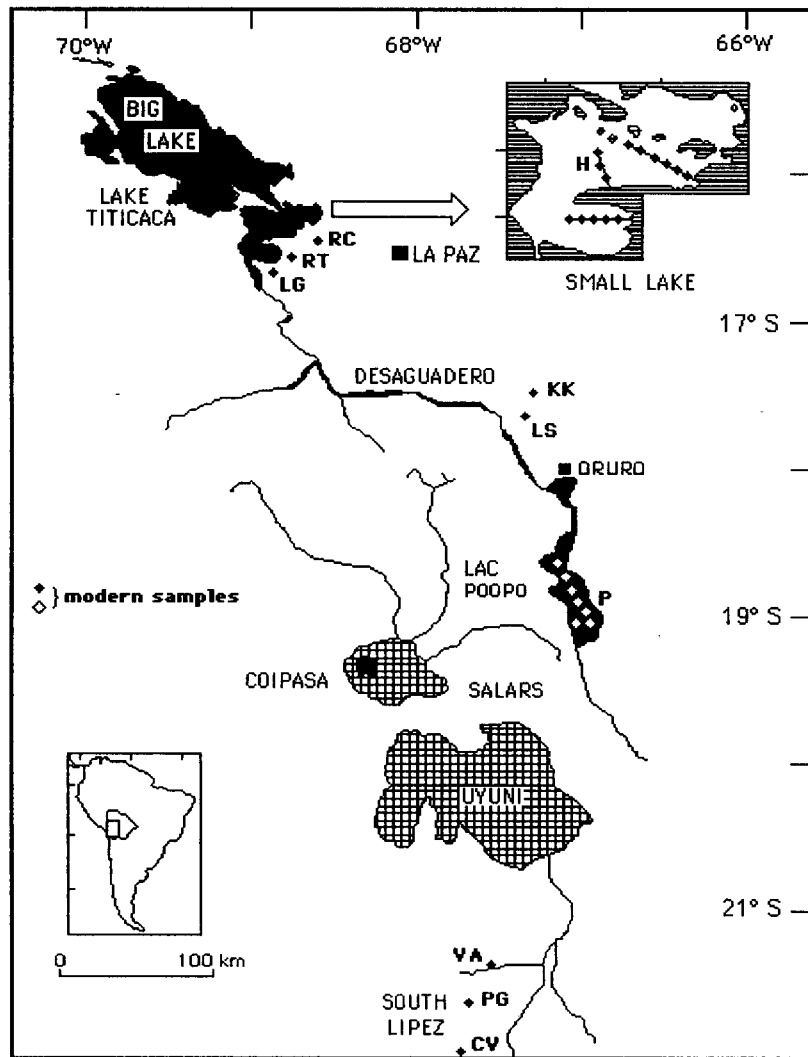 70°W
68°W
66°W
BIG
LAKE
LAKE
TITICACA
H
RC
RT
LG
LA PAZ
SMALL LAKE
17° S
DESAGUADERO
KK
LS
ORURO
LAC
POOPO
P
modern samples
19° S
COIPASA
SALARS
UYUNI
21° S
VA
0
100 km
SOUTH
LIPEZ
PG
CV